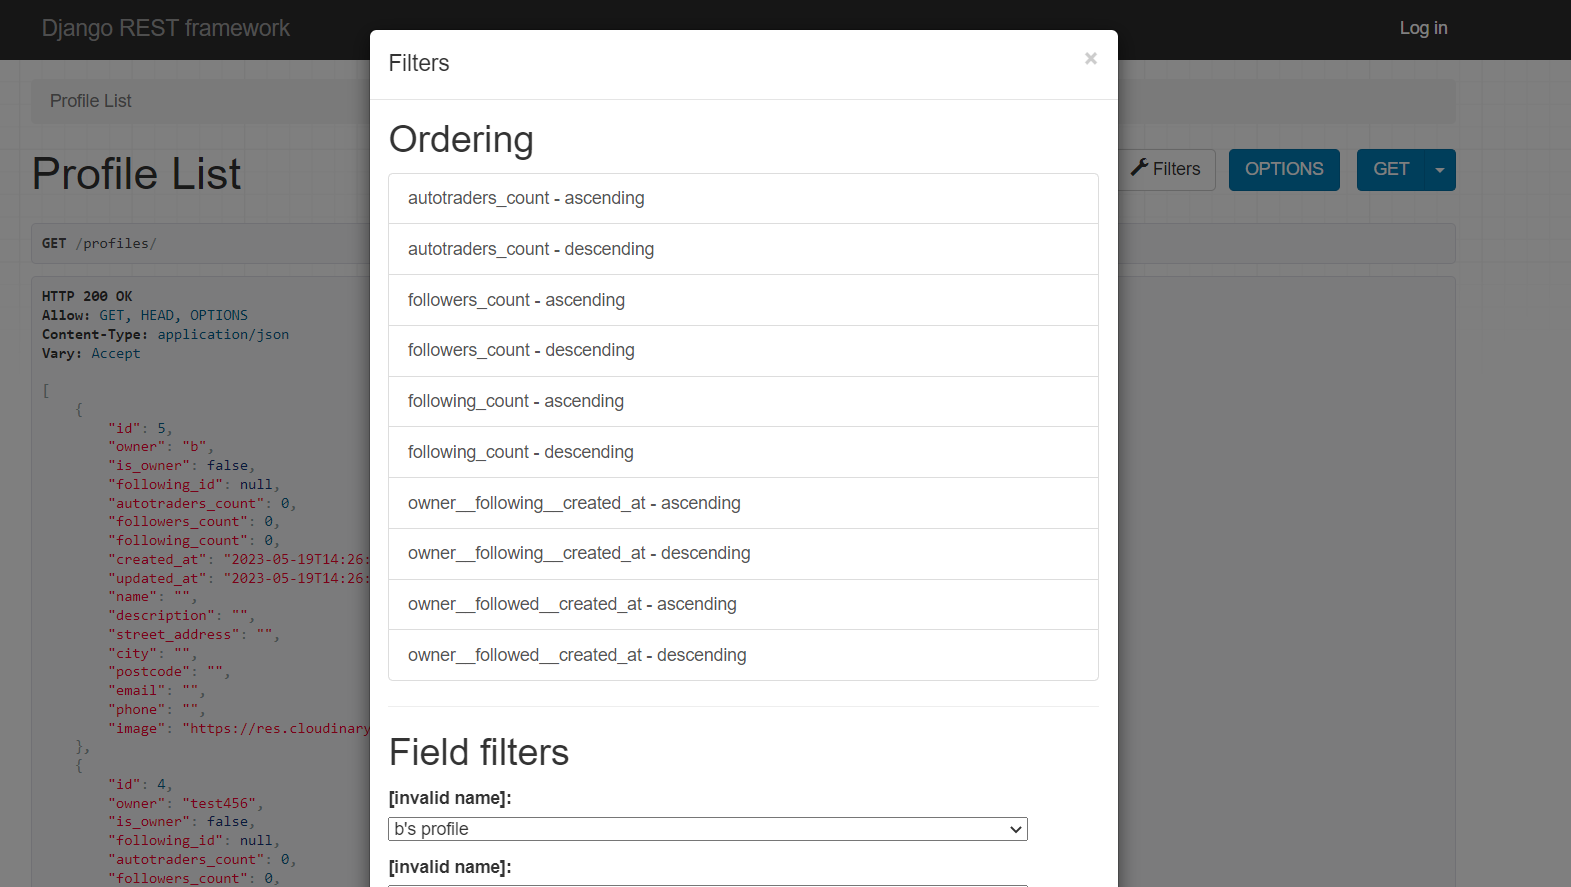 Django REST framework
Log in
Filters
×
Profile List
Ordering
Profile List
Filters
OPTIONS
GET
autotraders_count - ascending
autotraders_count - descending
followers_count - ascending
followers_count - descending
following_count - ascending
following_count - descending
owner__following__created_at - ascending
owner__following__created_at - descending
owner__followed__created_at - ascending
owner__followed__created_at - descending
Field filters
[invalid name]:
b's profile
[invalid name]:
GET /profiles/
HTTP 200 OK
Allow: GET, HEAD, OPTIONS
Content-Type: application/json
Vary: Accept
[
{
"id": 5,
"owner": "b",
"is_owner": false,
"following_id": null,
"autotraders_count": 0,
"followers_count": 0,
"following_count": 0,
"created_at": "2023-05-19T14:26:
"updated_at": "2023-05-19T14:26:
"name": "",
"description": "",
"street_address": "",
"city": "",
"postcode": "",
"email": "",
"phone": "",
"image": "https://res.cloudinary
},
{
"id": 4,
"owner": "test456",
"is_owner": false,
"following_id": null,
"autotraders_count": 0,
"followers_count": 0,